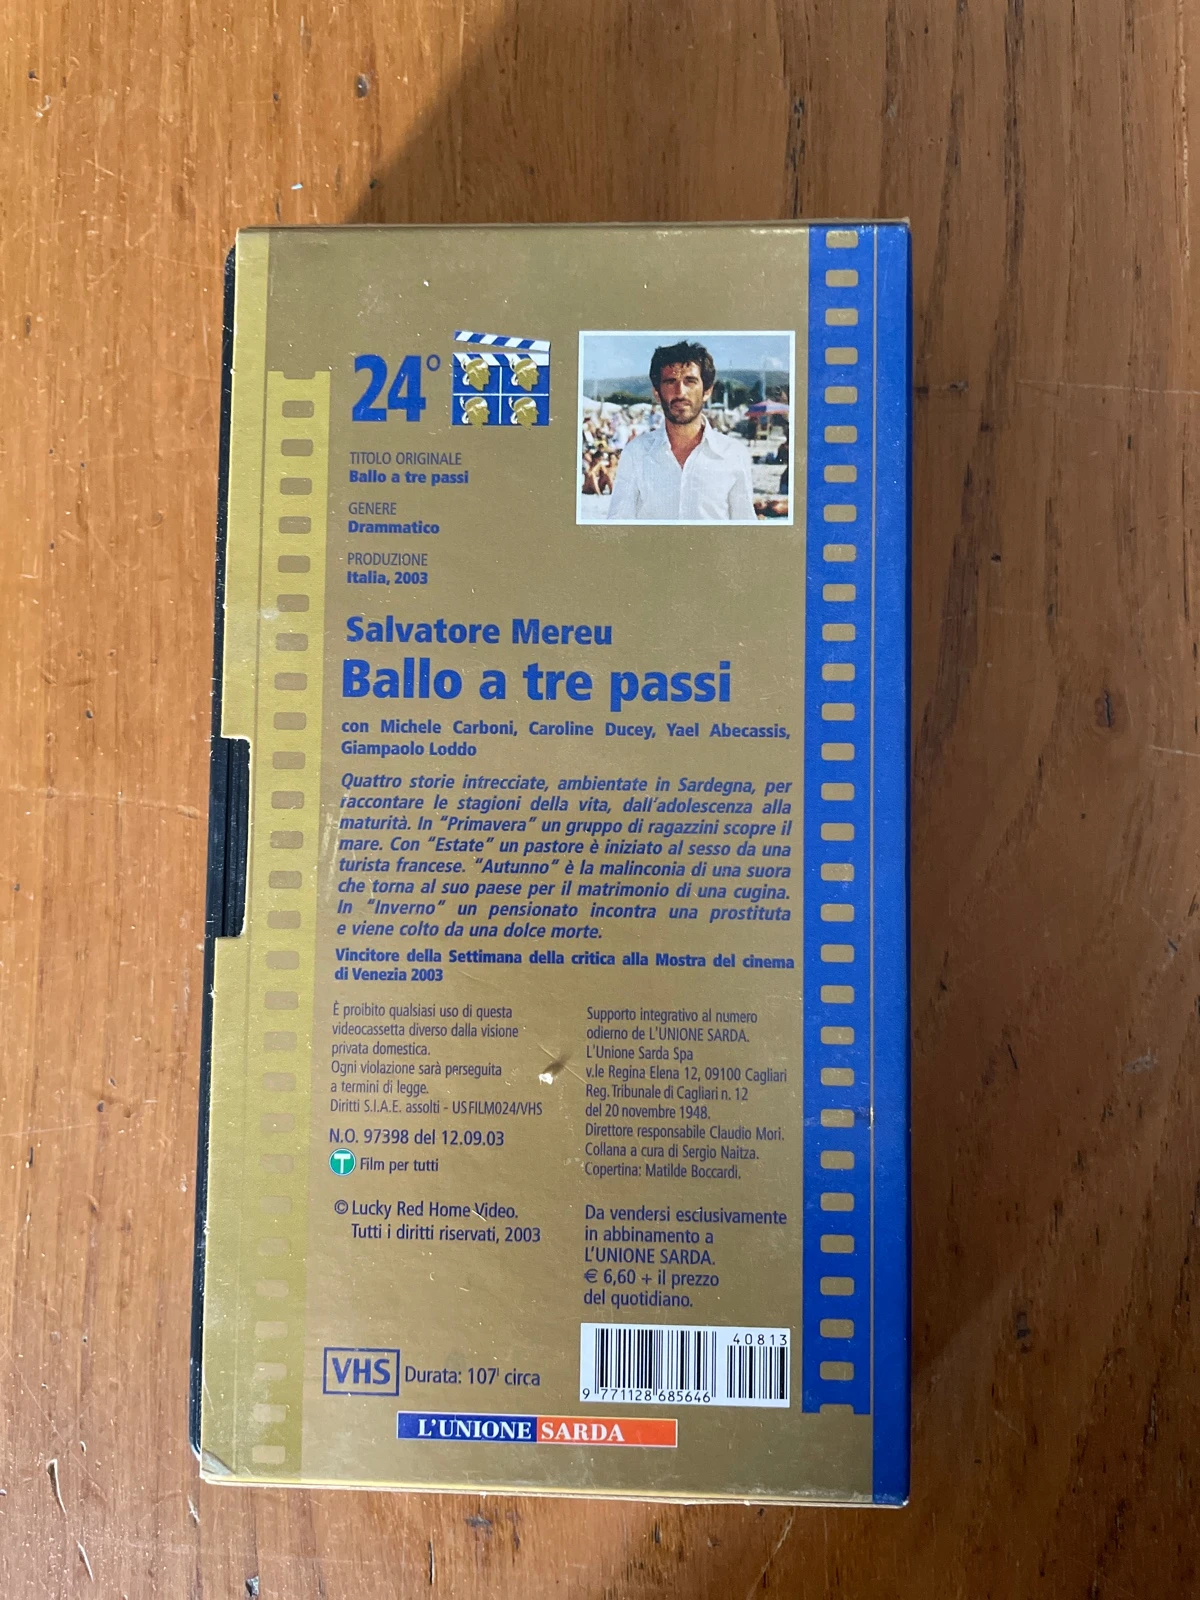 24°
TITOLO ORIGINALE
Ballo a tre passi
GENERE
Drammatico
PRODUZIONE
Italia, 2003
Salvatore Mereu
Ballo a tre passi
con Michele Carboni, Caroline Ducey, Yael Abecassis,
Giampaolo Loddo
Quattro storie intrecciate, ambientate in Sardegna, per
raccontare le stagioni della vita, dall'adolescenza alla
maturità. In "Primavera" un gruppo di ragazzini scopre il
mare. Con "Estate" un pastore è iniziato al sesso da una
turista francese. "Autunno" è la malinconia di una suora
che torna al suo paese per il matrimonio di una cugina.
In "Inverno" un pensionato incontra una prostituta
e viene colto da una dolce morte.
Vincitore della Settimana della critica alla Mostra del cinema
di Venezia 2003
È proibito qualsiasi uso di questa
videocassetta diverso dalla visione
privata domestica.
Ogni violazione sarà perseguita
a termini di legge.
Diritti S.I.A.E. assolti - USFILM024/VHS
N.O. 97398 del 12.09.03
T Film per tutti
© Lucky Red Home Video.
Tutti i diritti riservati, 2003
Supporto integrativo al numero
odierno de L'UNIONE SARDA.
L'Unione Sarda Spa
v.le Regina Elena 12, 09100 Cagliari
Reg. Tribunale di Cagliari n. 12
del 20 novembre 1948.
Direttore responsabile Claudio Mori.
Collana a cura di Sergio Naitza.
Copertina: Matilde Boccardi.
Da vendersi esclusivamente
in abbinamento a
L'UNIONE SARDA.
€ 6,60 + il prezzo
del quotidiano.
40813
9 771128 685646
VHS Durata: 107' circa
L'UNIONE SARDA